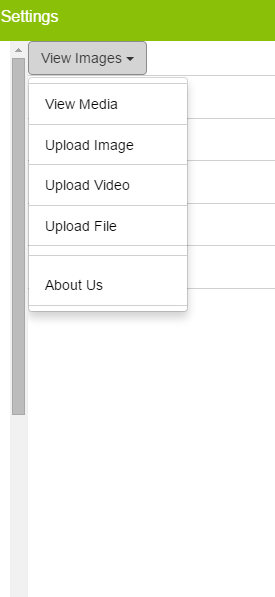 Settings
View Images
View Media
Upload Image
Upload Video
Upload File
About Us